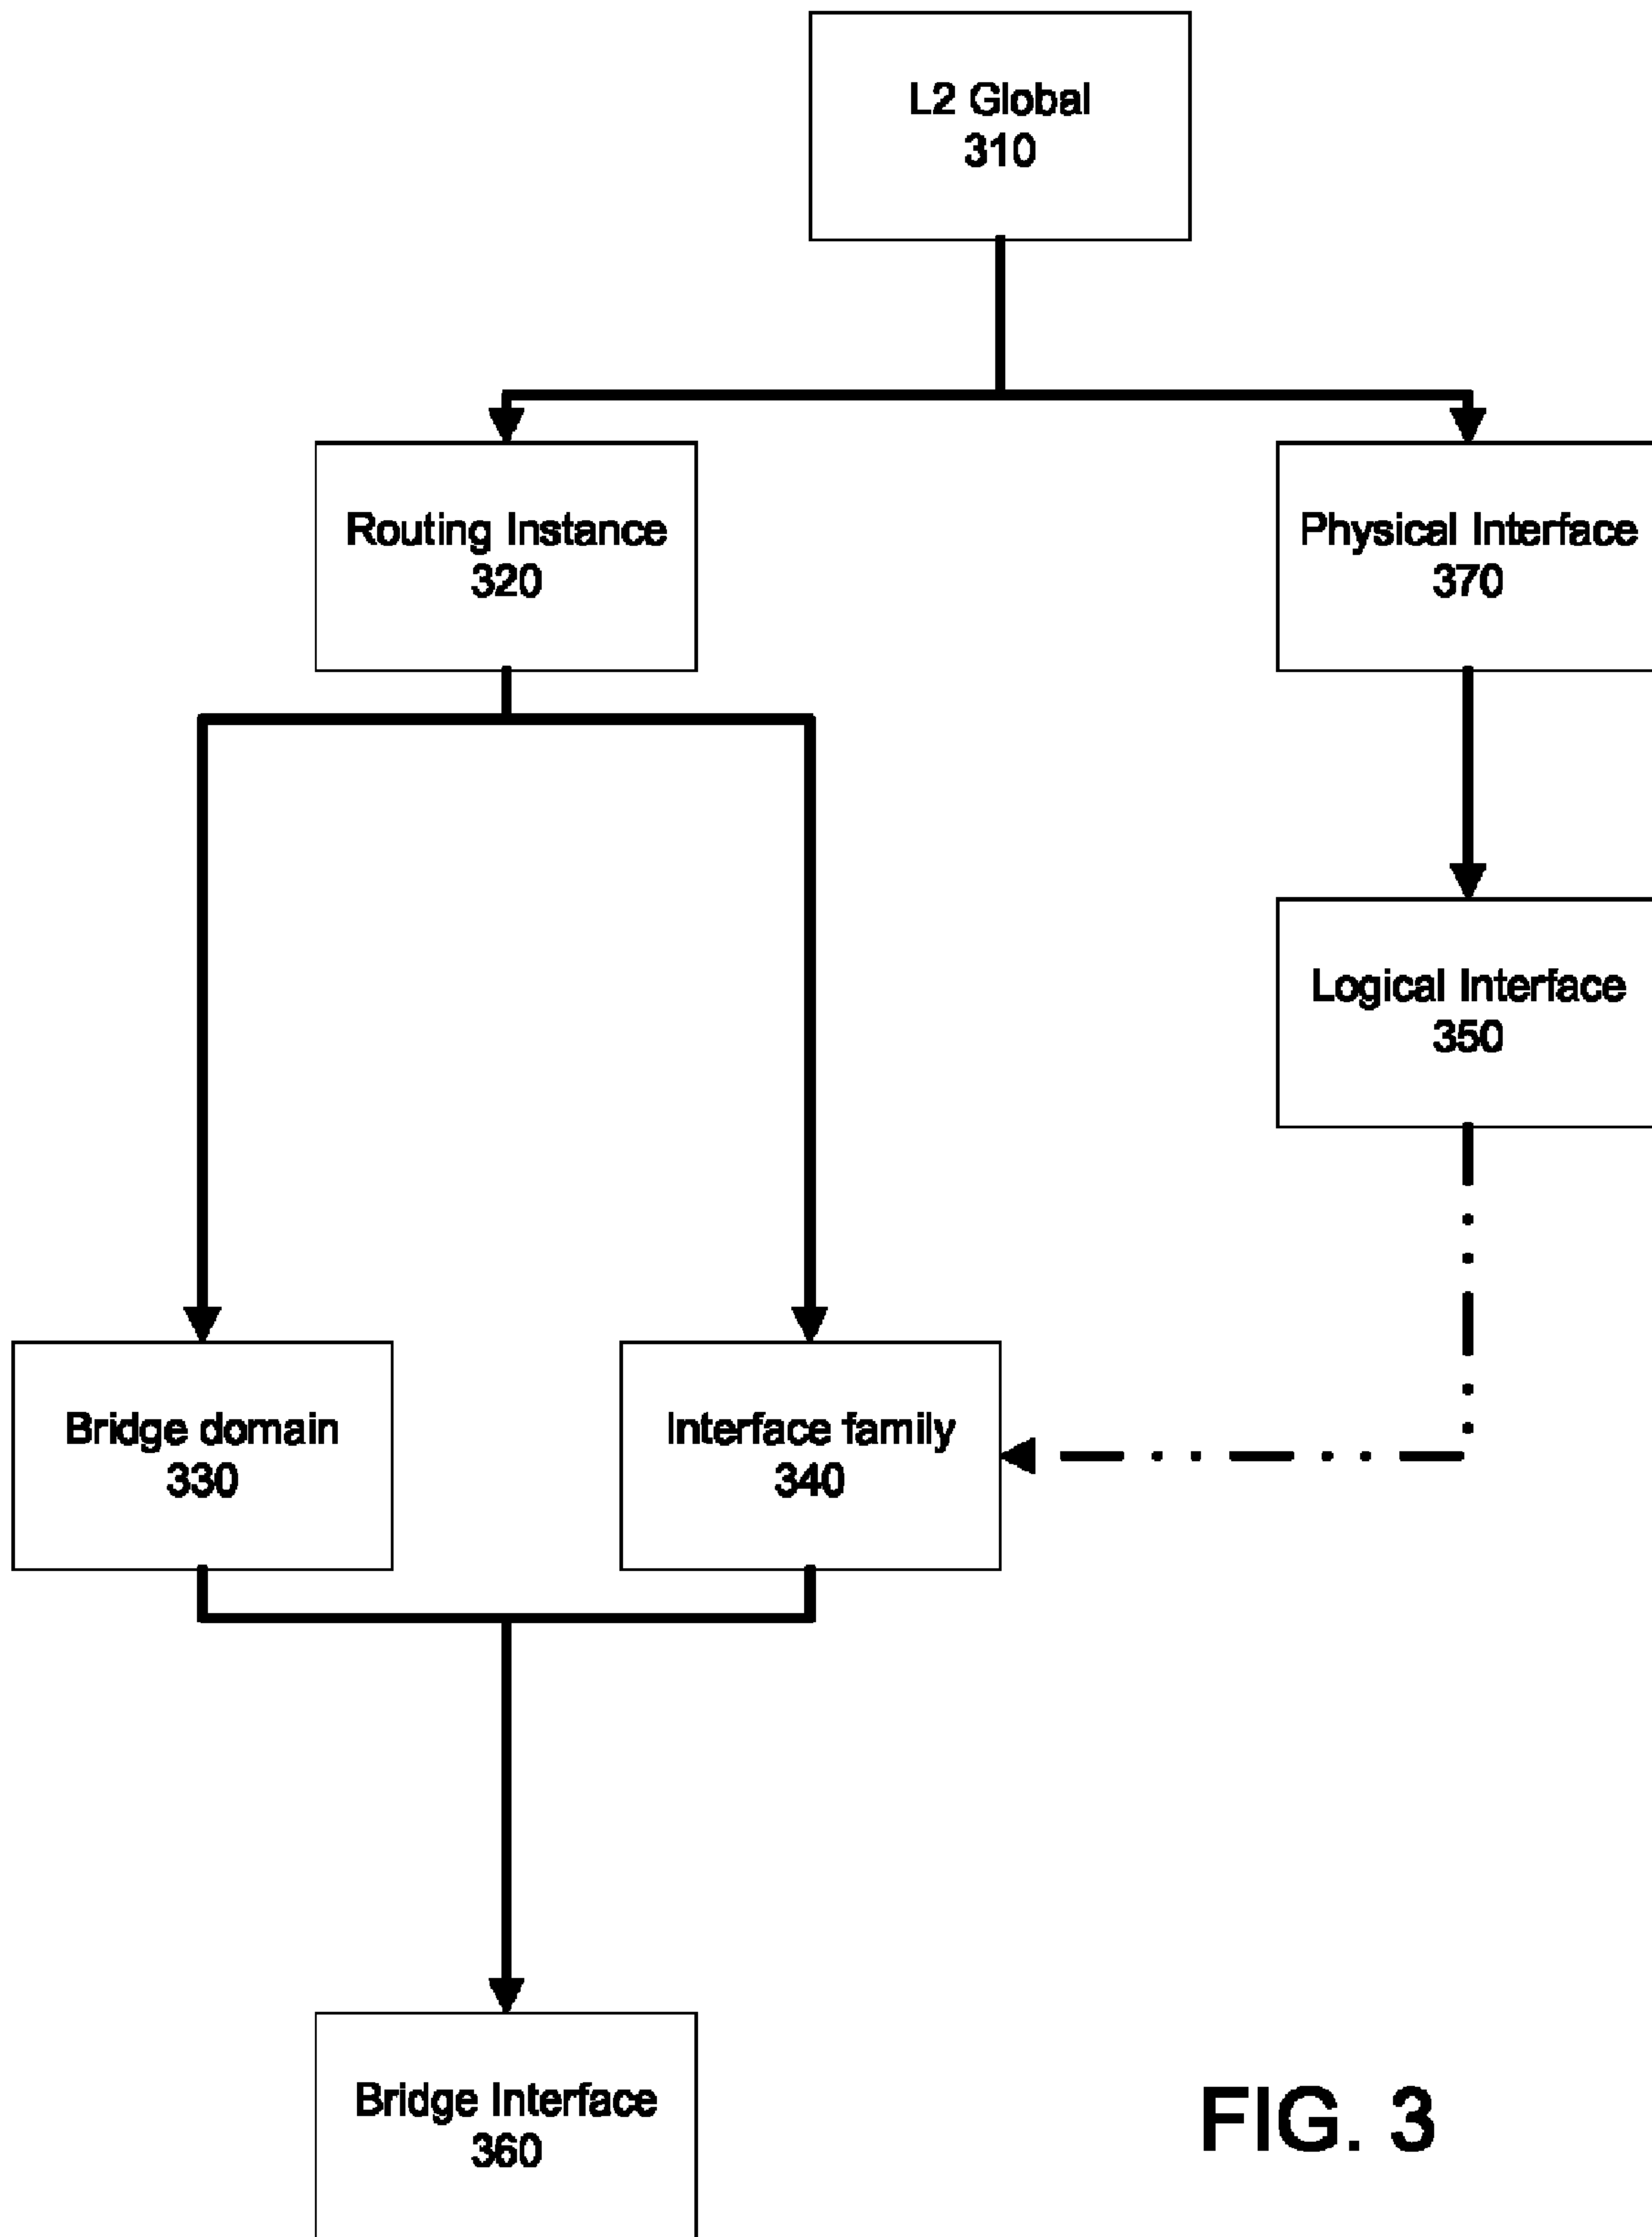 L2 Global
310
Routing Instance
320
Physical Interface
370
Logical Interface
350
Bridge domain
330
Interface family
340
Bridge Interface
360
FIG. 3